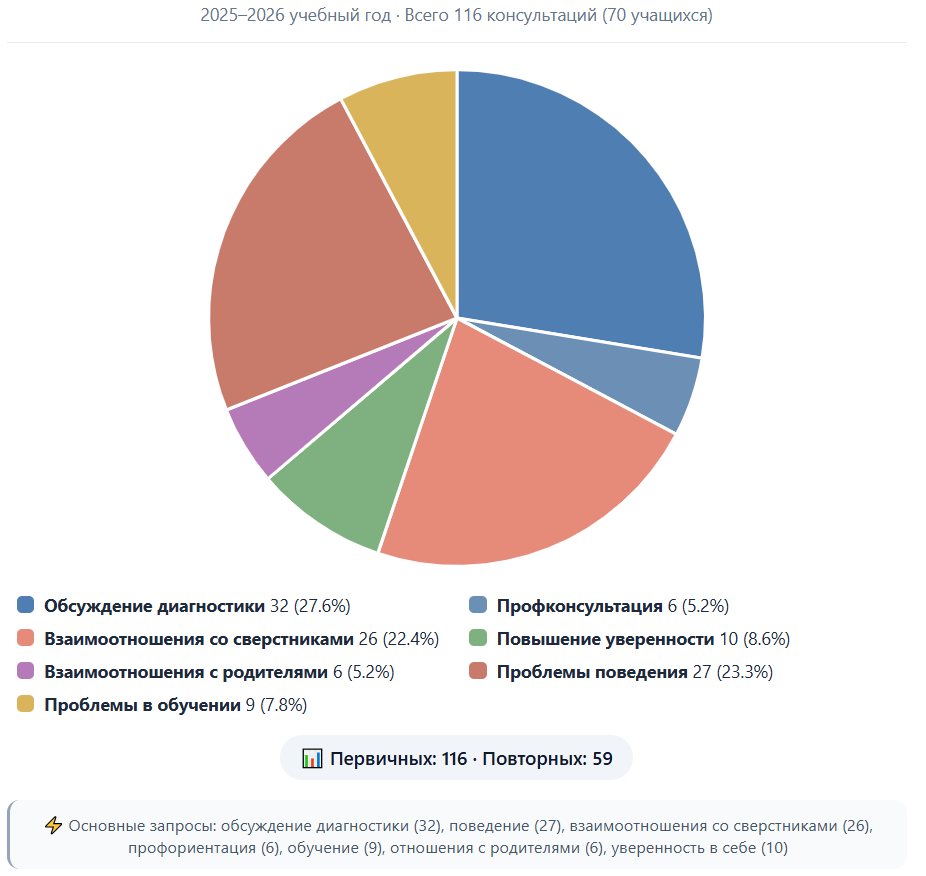 2025–2026 учебный год · Всего 116 консультаций (70 учащихся)
Обсуждение диагностики 32 (27.6%)
Профконсультация 6 (5.2%)
Взаимоотношения со сверстниками 26 (22.4%)
Повышение уверенности 10 (8.6%)
Взаимоотношения с родителями 6 (5.2%)
Проблемы поведения 27 (23.3%)
Проблемы в обучении 9 (7.8%)
📊 Первичных: 116 · Повторных: 59
⚡ Основные запросы: обсуждение диагностики (32), поведение (27), взаимоотношения со сверстниками (26),
профориентация (6), обучение (9), отношения с родителями (6), уверенность в себе (10)